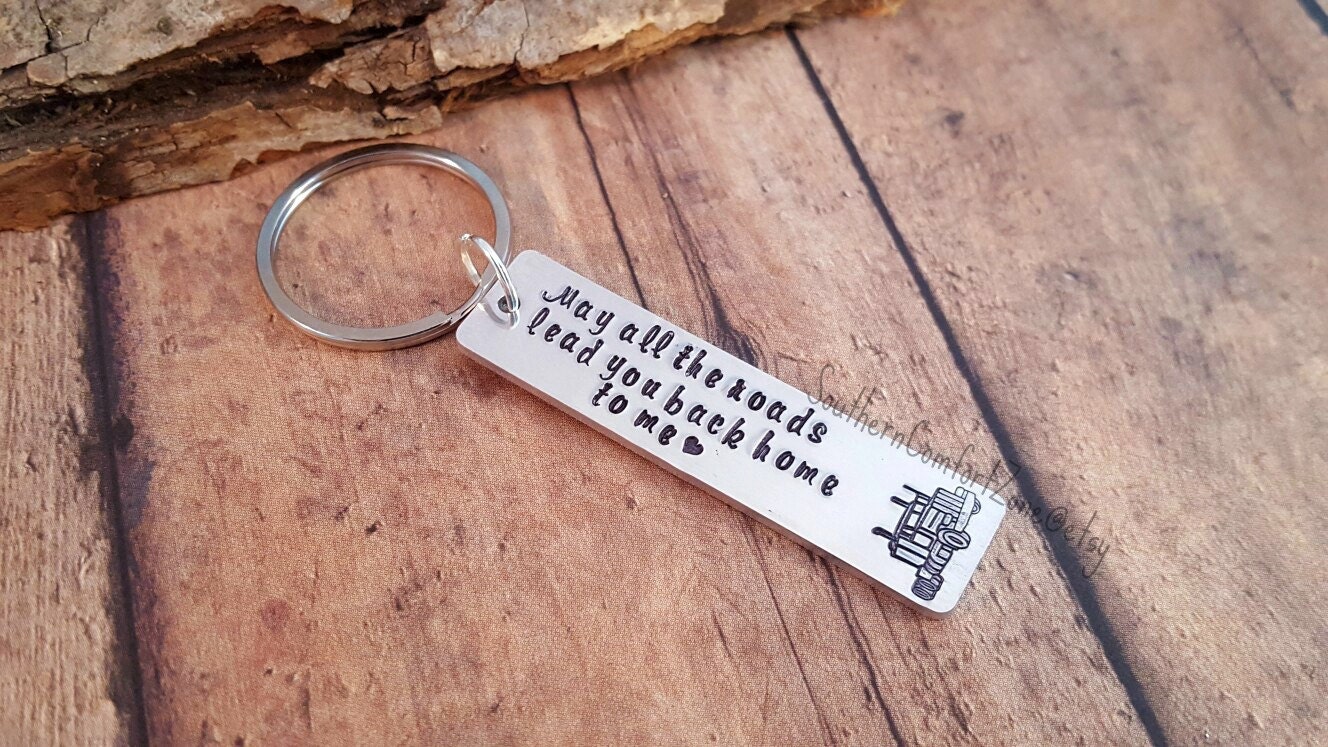 May all the roads
lead you back home
to me ♥
SouthernComfortZone@etsy